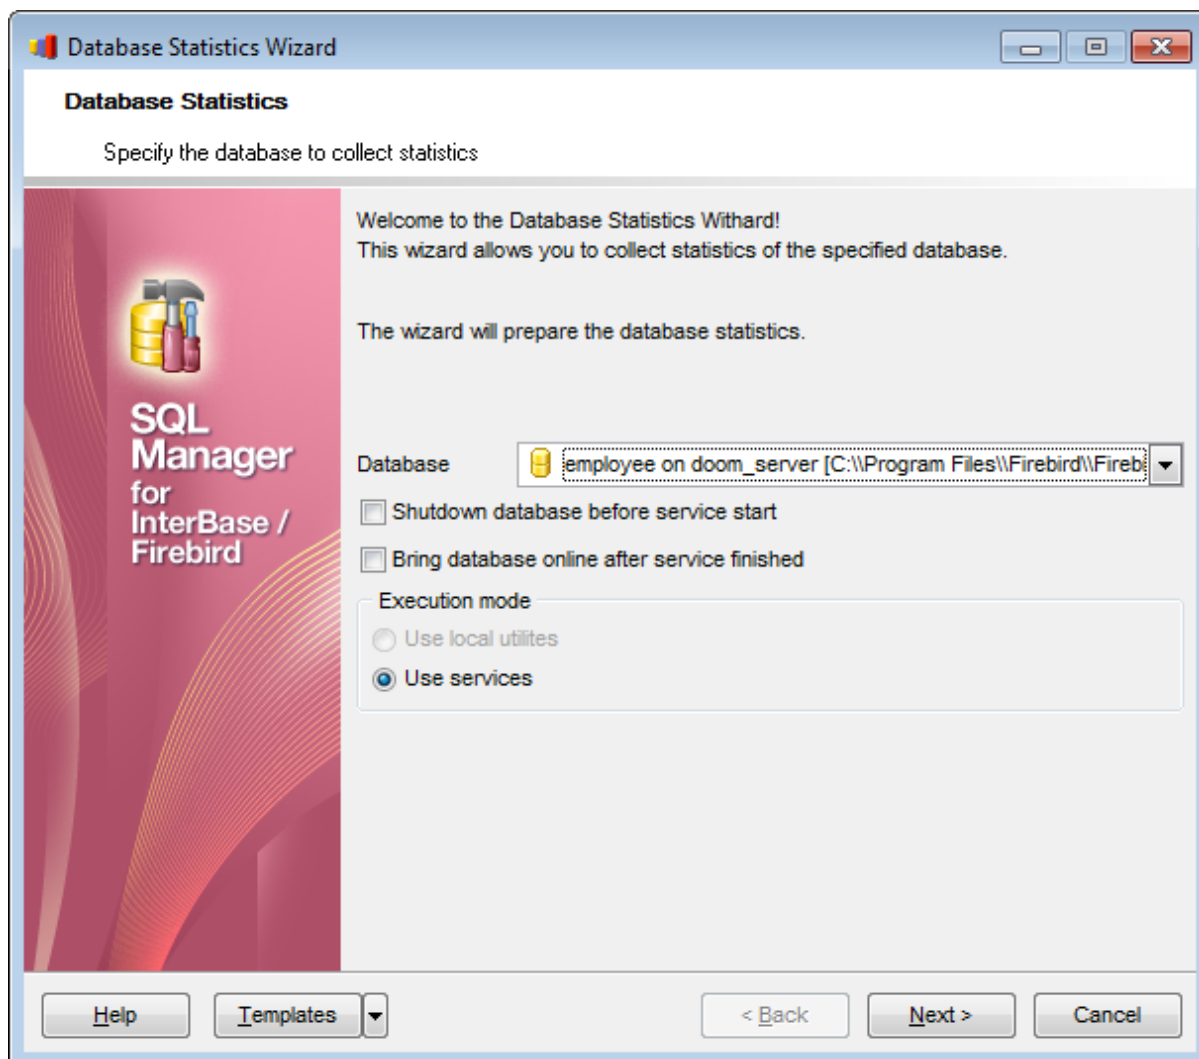 Database Statistics Wizard
Database Statistics
Specify the database to collect statistics
Welcome to the Database Statistics Withard!
This wizard allows you to collect statistics of the specified database.
The wizard will prepare the database statistics.
SQL
Manager
for
InterBase /
Firebird
Database
employee on doom_server [C:\\Program Files\\Firebird\\Fireb
Shutdown database before service start
Bring database online after service finished
Execution mode
Use local utilites
Use services
Help
Templates
< Back
Next >
Cancel